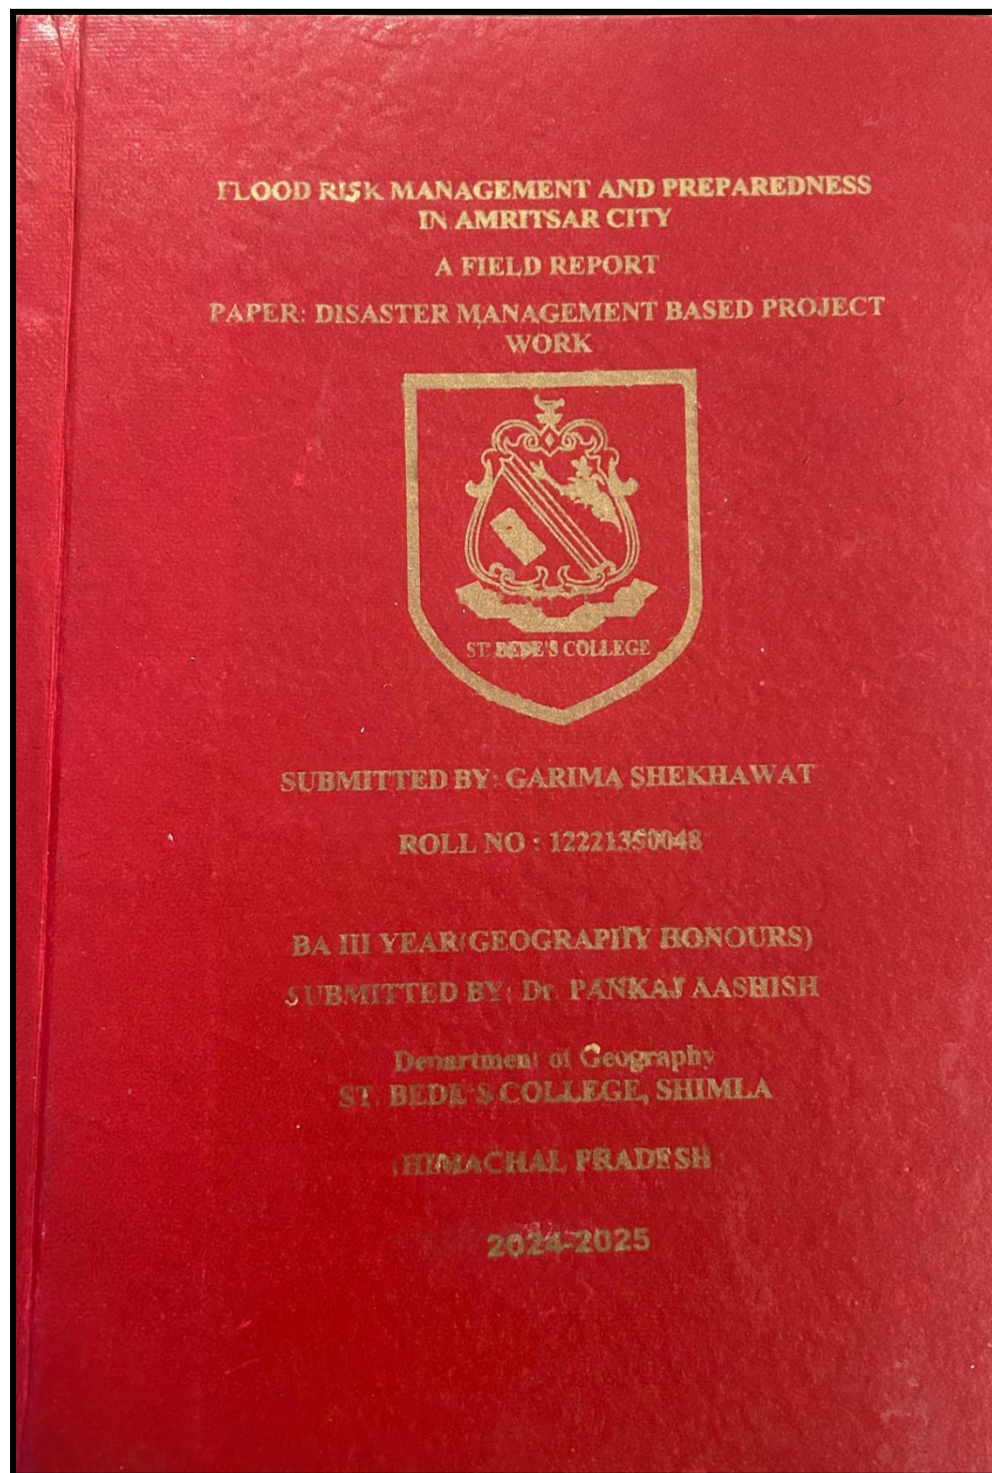 FLOOD RISK MANAGEMENT AND PREPAREDNESS
IN AMRITSAR CITY
A FIELD REPORT
PAPER: DISASTER MANAGEMENT BASED PROJECT
WORK
ST. BEDE'S COLLEGE
SUBMITTED BY: GARIMA SHEKHAWAT
ROLL NO : 12221350048
BA III YEAR(GEOGRAPHY HONOURS)
SUBMITTED BY: Dr. PANKAJ AASHISH
Department of Geography
ST. BEDE'S COLLEGE, SHIMLA
(HIMACHAL PRADESH)
2024-2025